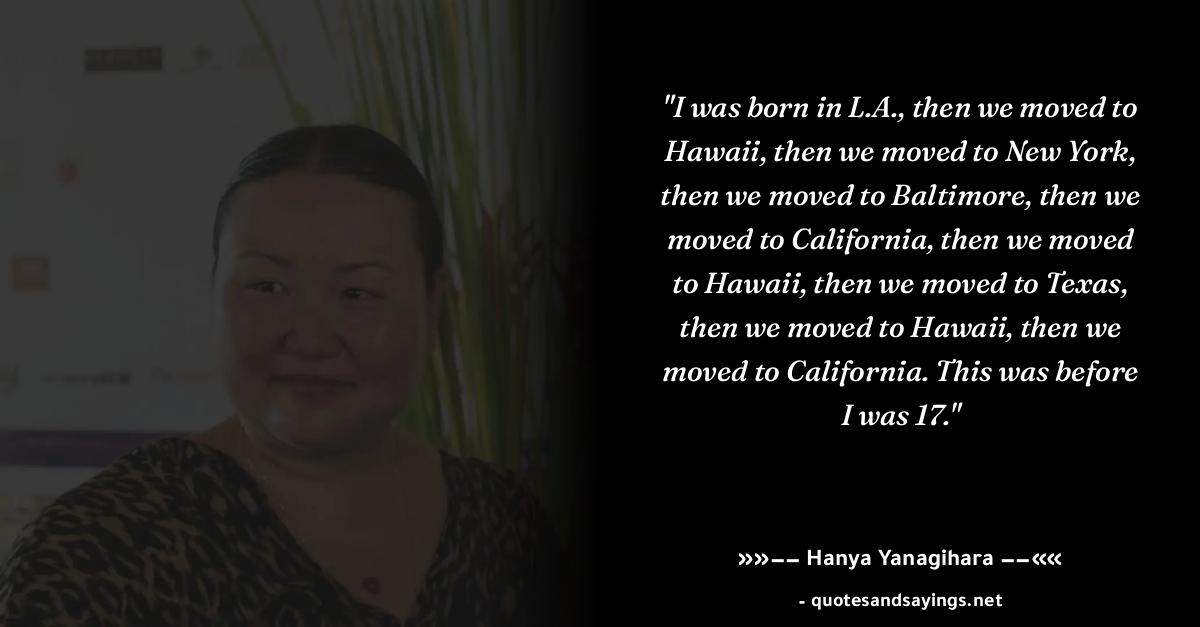 "I was born in L.A., then we moved to
Hawaii, then we moved to New York,
then we moved to Baltimore, then we
moved to California, then we moved
to Hawaii, then we moved to Texas,
then we moved to Hawaii, then we
moved to California. This was before
I was 17."
»»–– Hanya Yanagihara ––««
- quotesandsayings.net